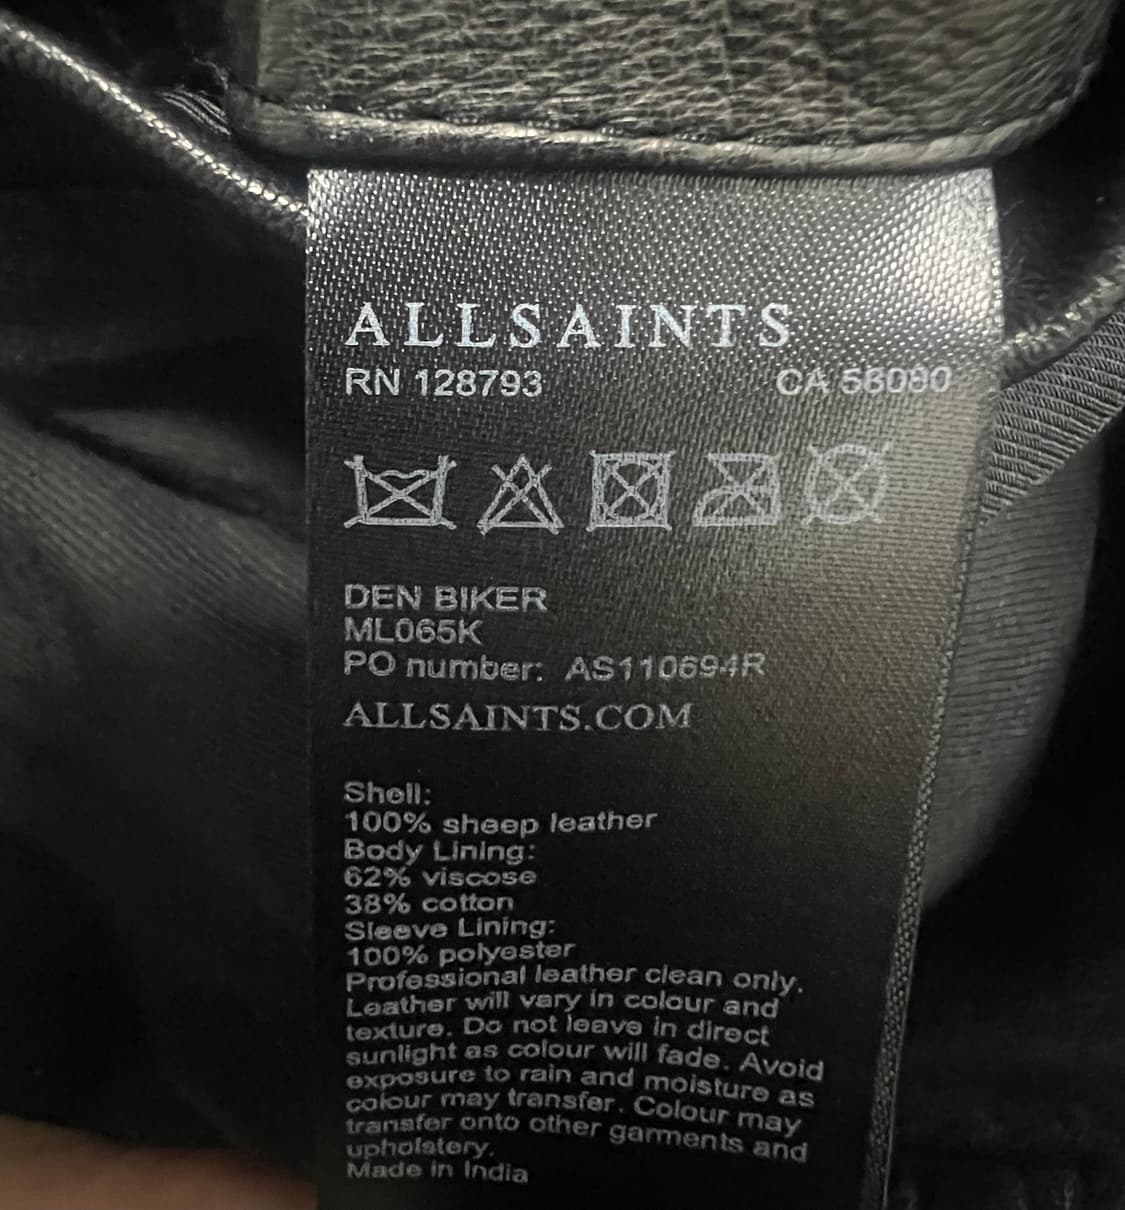 ALLSAINTS
RN 128793 CA 58080
DEN BIKER
ML065K
PO number: AS110694R
ALLSAINTS.COM
Shell:
100% sheep leather
Body Lining:
62% viscose
38% cotton
Sleeve Lining:
100% polyester
Professional leather clean only.
Leather will vary in colour and
texture. Do not leave in direct
sunlight as colour will fade. Avoid
exposure to rain and moisture as
colour may transfer. Colour may
transfer onto other garments and
upholstery.
Made in India